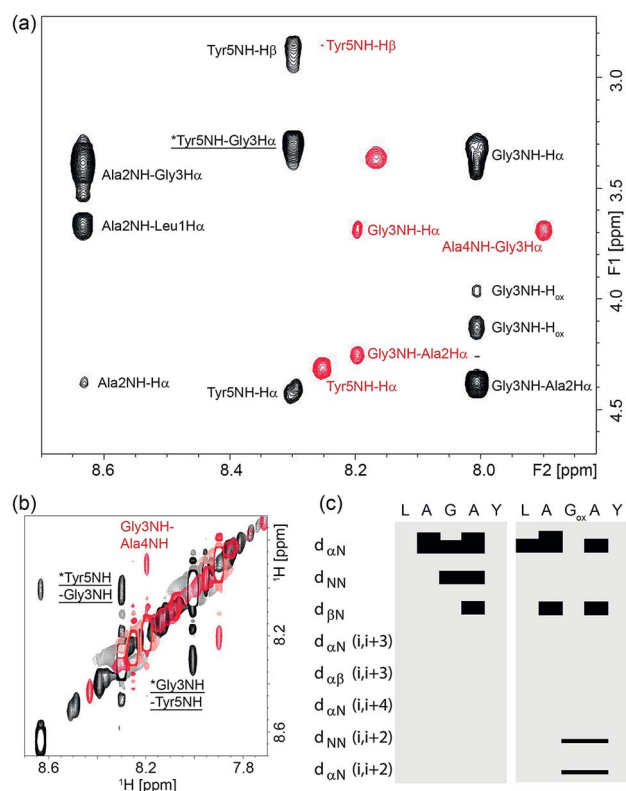 (a)
Tyr5NH-Hβ
Tyr5NH-Hβ
*Tyr5NH-Gly3Hα
Gly3NH-Hα
Ala2NH-Gly3Hα
Ala2NH-Leu1Hα
Gly3NH-Hα
Ala4NH-Gly3Hα
Gly3NH-Hox
Gly3NH-Hox
Gly3NH-Ala2Hα
Ala2NH-Hα
Tyr5NH-Hα
Tyr5NH-Hα
Gly3NH-Ala2Hα
3.0
3.5
4.0
4.5
F1 [ppm]
8.6 8.4 8.2 8.0 F2 [ppm]
(b)
Gly3NH-
Ala4NH
*Tyr5NH
-Gly3NH
*Gly3NH
-Tyr5NH
¹H [ppm]
8.2
8.6
8.6 8.2 7.8
¹H [ppm]
(c)
L A G A Y L A Gox A Y
dαN
dNN
dβN
dαN (i,i+3)
dαβ (i,i+3)
dαN (i,i+4)
dNN (i,i+2)
dαN (i,i+2)